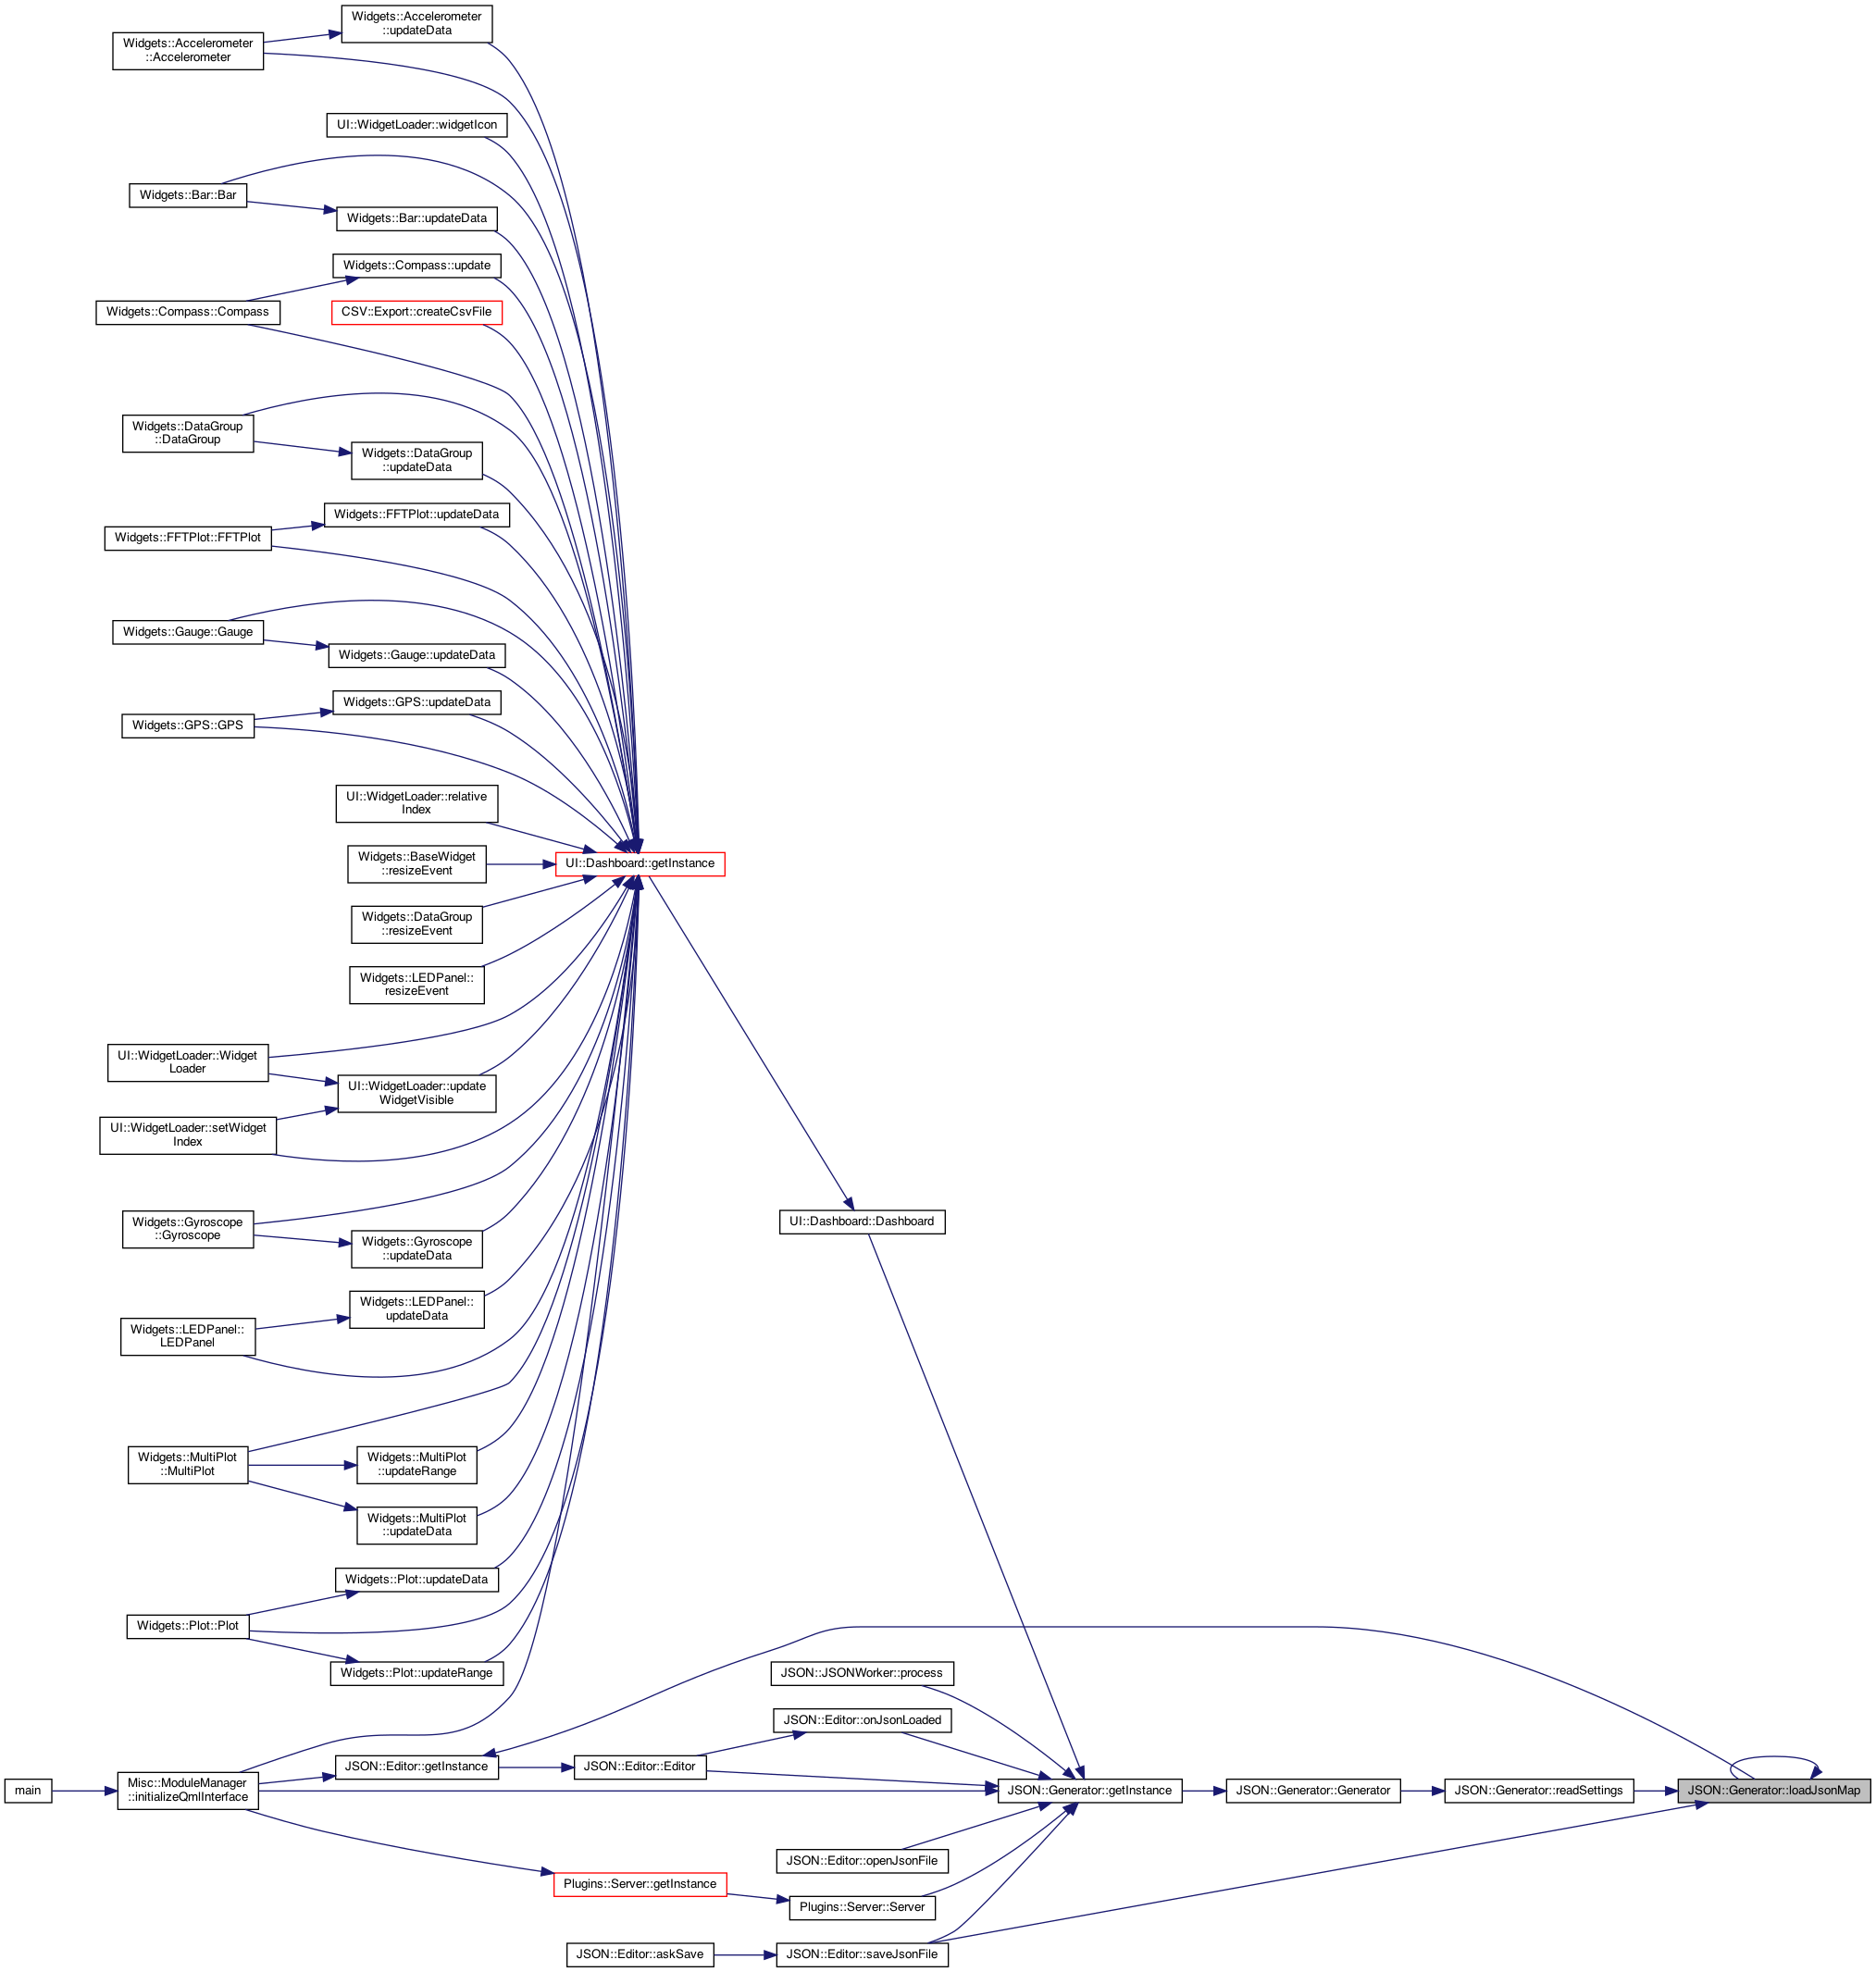 Widgets::Accelerometer
::updateData
Widgets::Accelerometer
::Accelerometer
UI::WidgetLoader::widgetIcon
Widgets::Bar::Bar
Widgets::Bar::updateData
Widgets::Compass::update
Widgets::Compass::Compass
CSV::Export::createCsvFile
Widgets::DataGroup
::DataGroup
Widgets::DataGroup
::updateData
Widgets::FFTPlot::updateData
Widgets::FFTPlot::FFTPlot
Widgets::Gauge::Gauge
Widgets::Gauge::updateData
Widgets::GPS::updateData
Widgets::GPS::GPS
UI::WidgetLoader::relative
Index
Widgets::BaseWidget
::resizeEvent
UI::Dashboard::getInstance
Widgets::DataGroup
::resizeEvent
Widgets::LEDPanel::
resizeEvent
UI::WidgetLoader::Widget
Loader
UI::WidgetLoader::update
WidgetVisible
UI::WidgetLoader::setWidget
Index
Widgets::Gyroscope
::Gyroscope
Widgets::Gyroscope
::updateData
UI::Dashboard::Dashboard
Widgets::LEDPanel::
updateData
Widgets::LEDPanel::
LEDPanel
Widgets::MultiPlot
::MultiPlot
Widgets::MultiPlot
::updateRange
Widgets::MultiPlot
::updateData
Widgets::Plot::updateData
Widgets::Plot::Plot
Widgets::Plot::updateRange
JSON::JSONWorker::process
JSON::Editor::onJsonLoaded
JSON::Editor::getInstance
JSON::Editor::Editor
main
Misc::ModuleManager
::initializeQmlInterface
JSON::Generator::getInstance
JSON::Generator::Generator
JSON::Generator::readSettings
JSON::Generator::loadJsonMap
JSON::Editor::openJsonFile
Plugins::Server::getInstance
Plugins::Server::Server
JSON::Editor::askSave
JSON::Editor::saveJsonFile